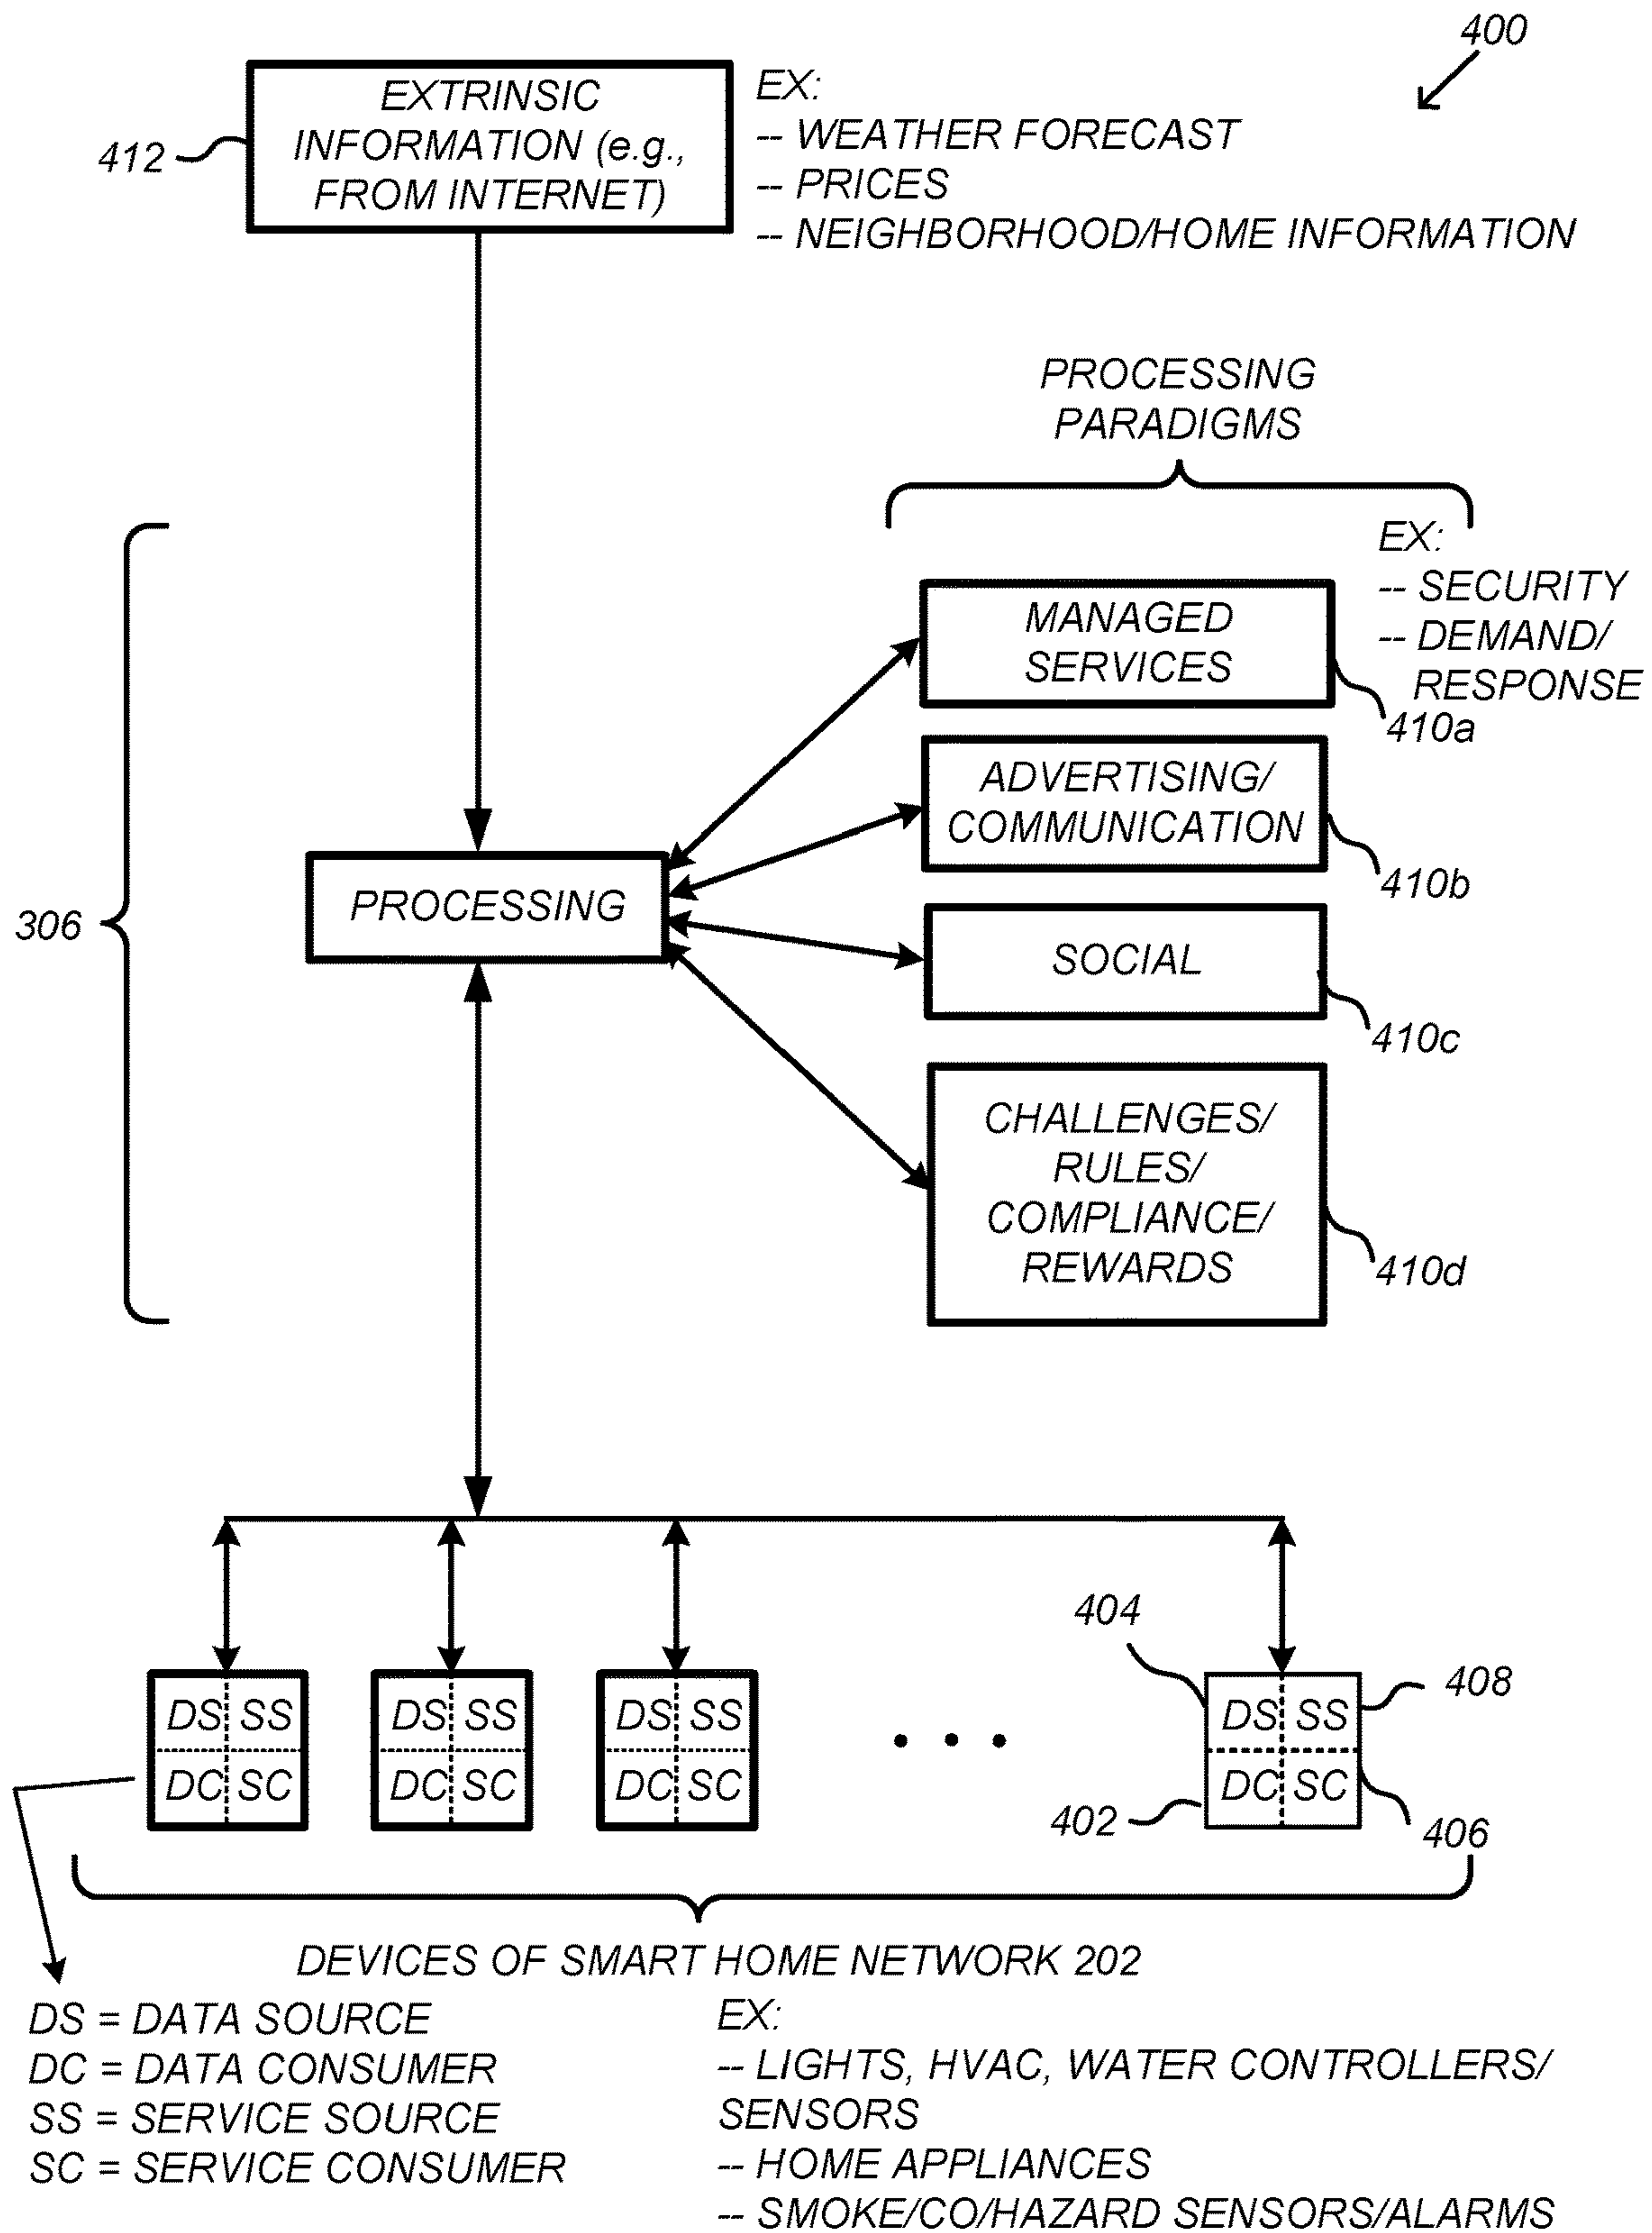 400
EXTRINSIC
INFORMATION (e.g.,
FROM INTERNET)
412
EX:
-- WEATHER FORECAST
-- PRICES
-- NEIGHBORHOOD/HOME INFORMATION
PROCESSING
PARADIGMS
EX:
-- SECURITY
-- DEMAND/
RESPONSE
MANAGED
SERVICES
410a
ADVERTISING/
COMMUNICATION
410b
306
PROCESSING
SOCIAL
410c
CHALLENGES/
RULES/
COMPLIANCE/
REWARDS
410d
404
408
DS SS
DC SC
DS SS
DC SC
DS SS
DC SC
DS SS
DC SC
402
406
DEVICES OF SMART HOME NETWORK 202
DS = DATA SOURCE
DC = DATA CONSUMER
SS = SERVICE SOURCE
SC = SERVICE CONSUMER
EX:
-- LIGHTS, HVAC, WATER CONTROLLERS/
SENSORS
-- HOME APPLIANCES
-- SMOKE/CO/HAZARD SENSORS/ALARMS